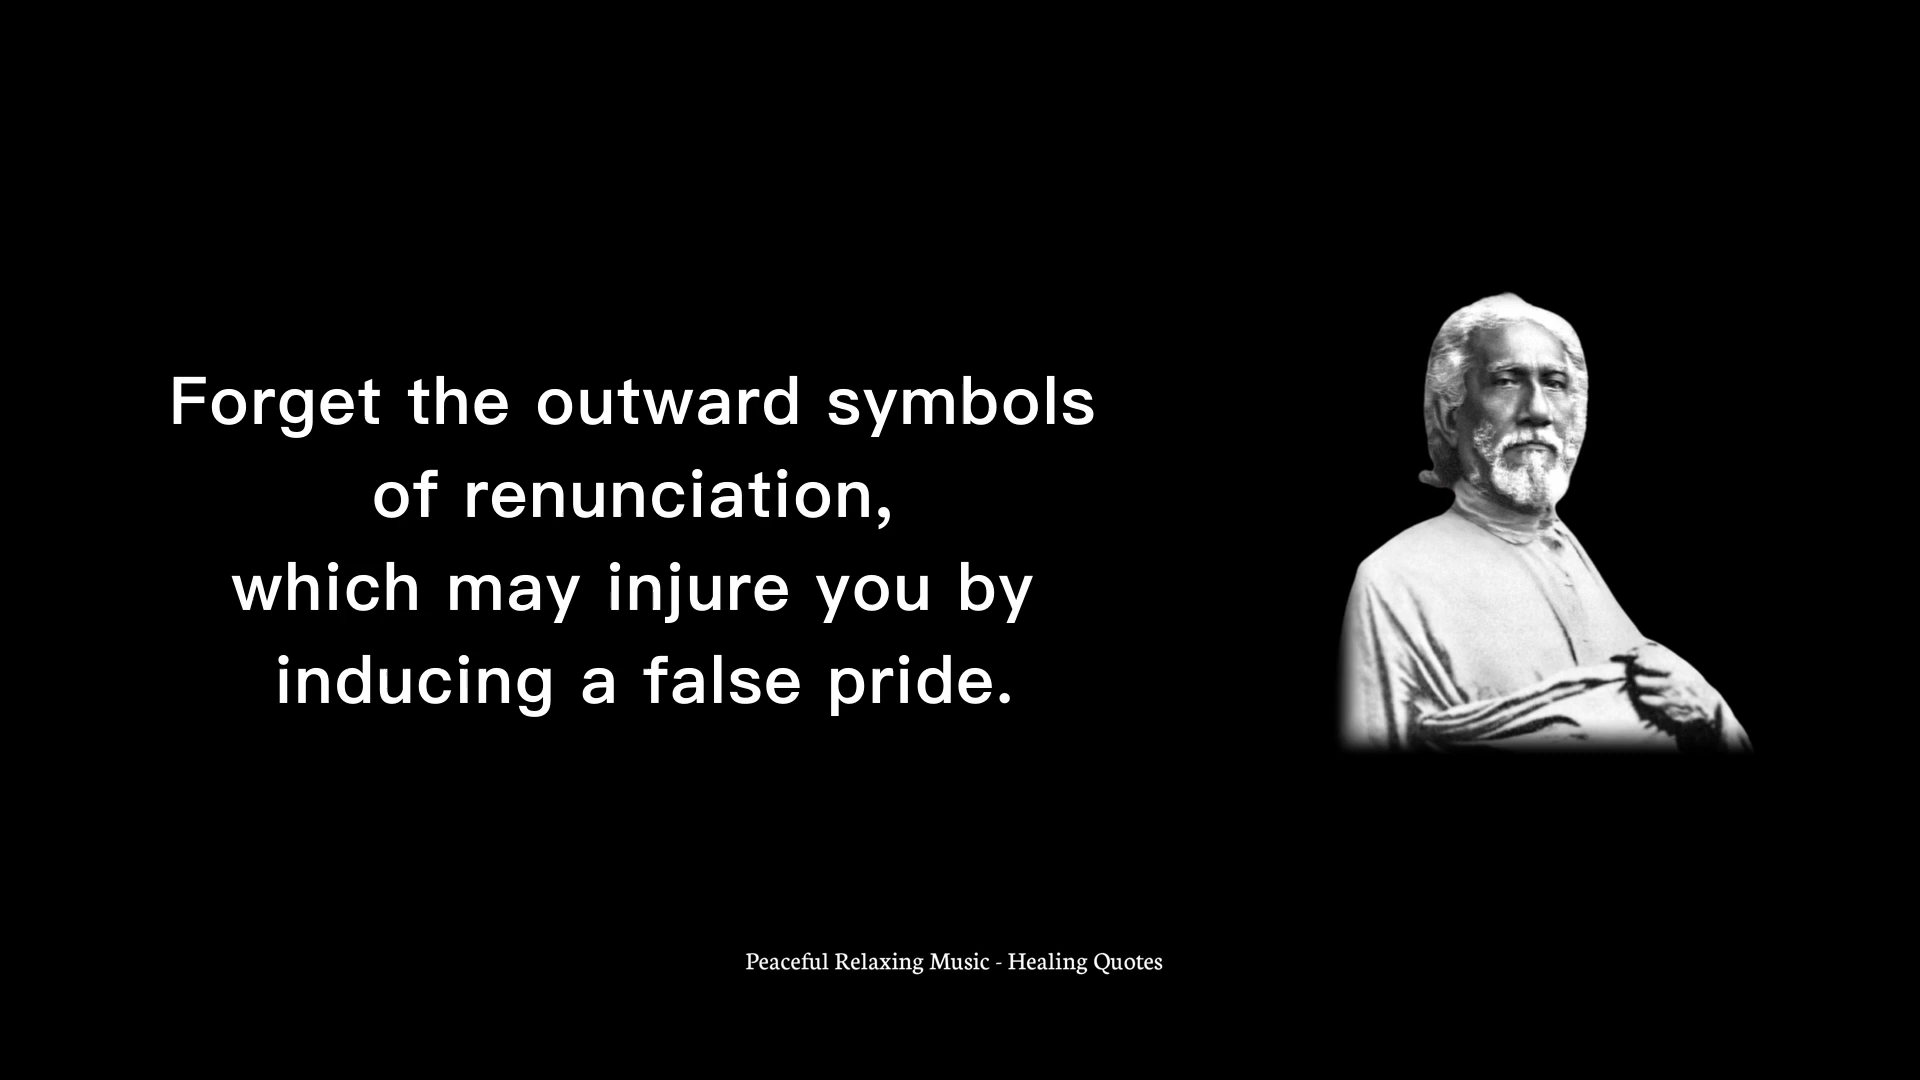 Forget the outward symbols
of renunciation,
which may injure you by
inducing a false pride.
Peaceful Relaxing Music - Healing Quotes